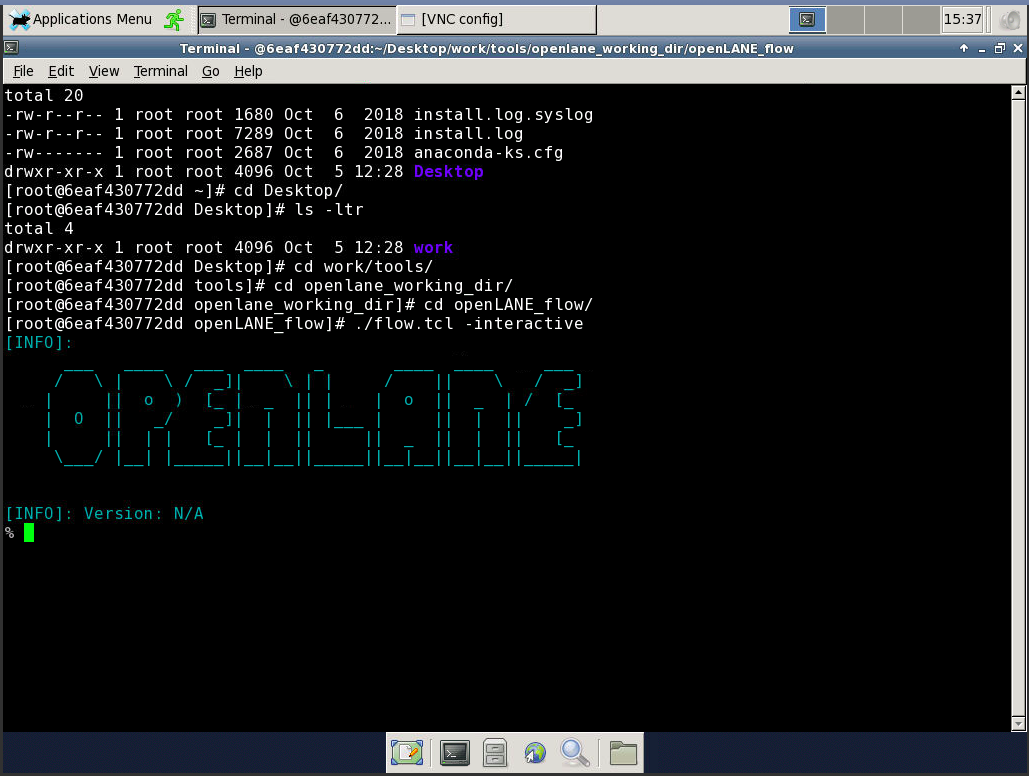 Applications Menu
Terminal - @6eaf430772...
[VNC config]
15:37
Terminal - @6eaf430772dd:~/Desktop/work/tools/openlane_working_dir/openLANE_flow
File Edit View Terminal Go Help
total 20
-rw-r--r-- 1 root root 1680 Oct  6  2018 install.log.syslog
-rw-r--r-- 1 root root 7289 Oct  6  2018 install.log
-rw------- 1 root root 2687 Oct  6  2018 anaconda-ks.cfg
drwxr-xr-x 1 root root 4096 Oct  5 12:28 Desktop
[root@6eaf430772dd ~]# cd Desktop/
[root@6eaf430772dd Desktop]# ls -ltr
total 4
drwxr-xr-x 1 root root 4096 Oct  5 12:28 work
[root@6eaf430772dd Desktop]# cd work/tools/
[root@6eaf430772dd tools]# cd openlane_working_dir/
[root@6eaf430772dd openlane_working_dir]# cd openLANE_flow/
[root@6eaf430772dd openLANE_flow]# ./flow.tcl -interactive
[INFO]:
OPENLANE
[INFO]: Version: N/A
%